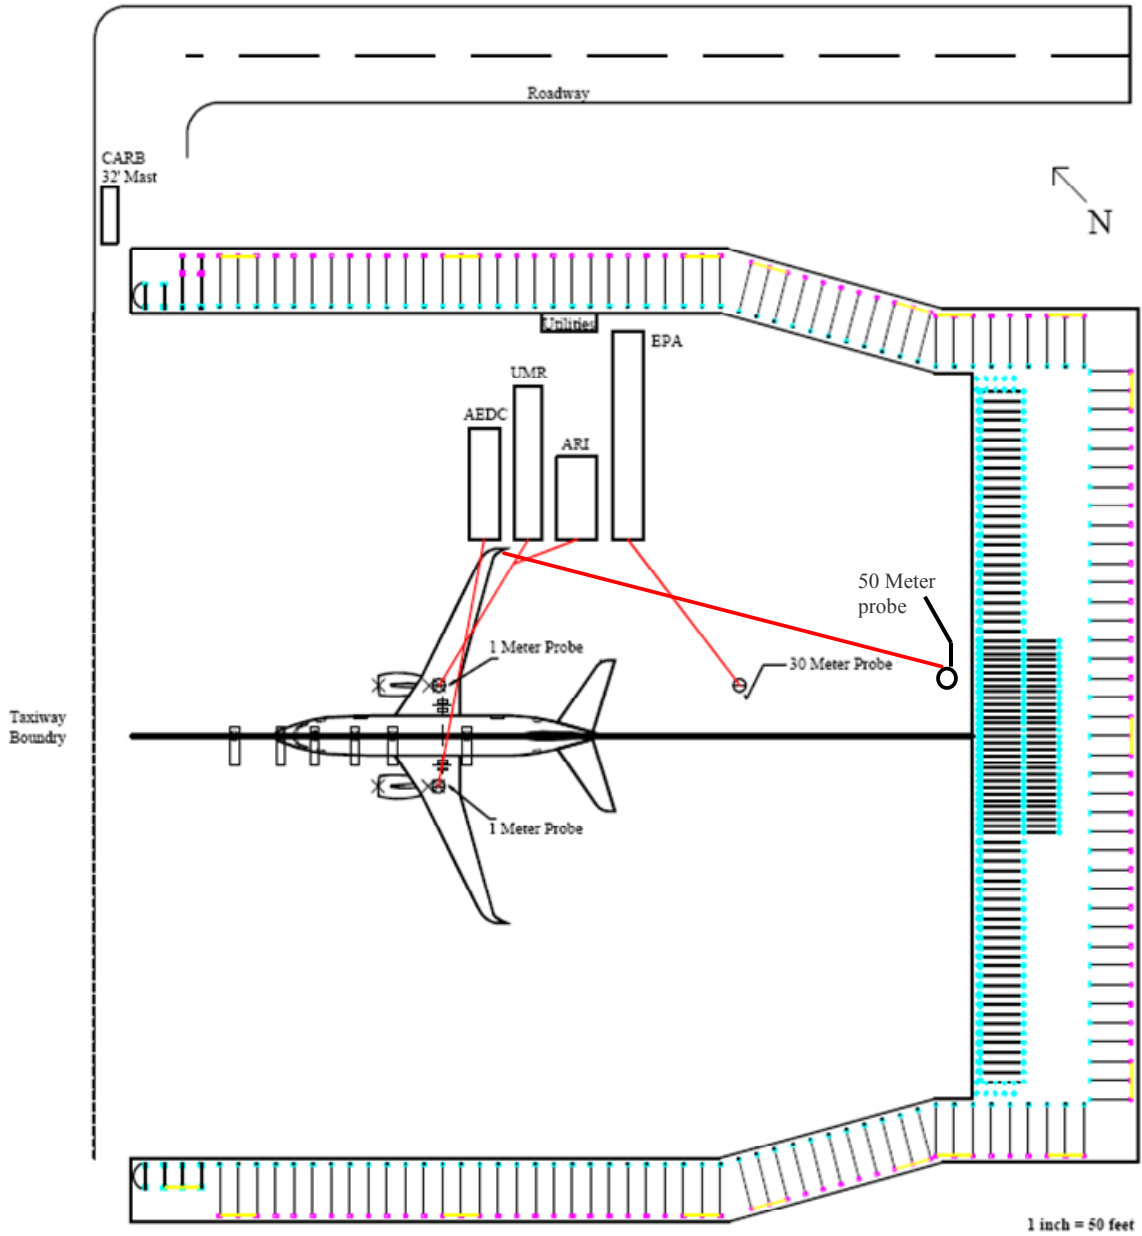 Roadway
CARB
32' Mast
N
Utilities
EPA
UMR
AEDC
ARI
50 Meter
probe
1 Meter Probe
30 Meter Probe
Taxiway
Boundry
1 Meter Probe
1 inch = 50 feet